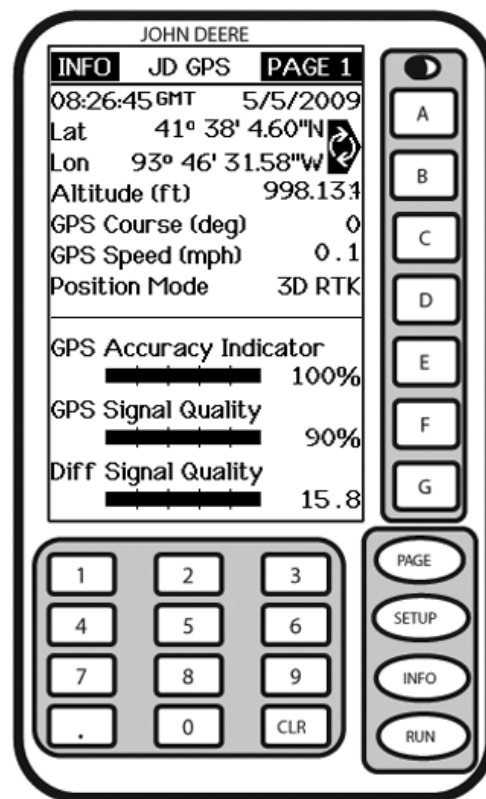 JOHN DEERE
INFO JD GPS PAGE 1
08:26:45 GMT 5/5/2009
Lat 41º 38' 4.60"N
Lon 93º 46' 31.58"W
Altitude (ft) 998.131
GPS Course (deg) 0
GPS Speed (mph) 0.1
Position Mode 3D RTK
GPS Accuracy Indicator
100%
GPS Signal Quality
90%
Diff Signal Quality
15.8
A
B
C
D
E
F
G
PAGE
SETUP
INFO
RUN
1 2 3
4 5 6
7 8 9
. 0 CLR